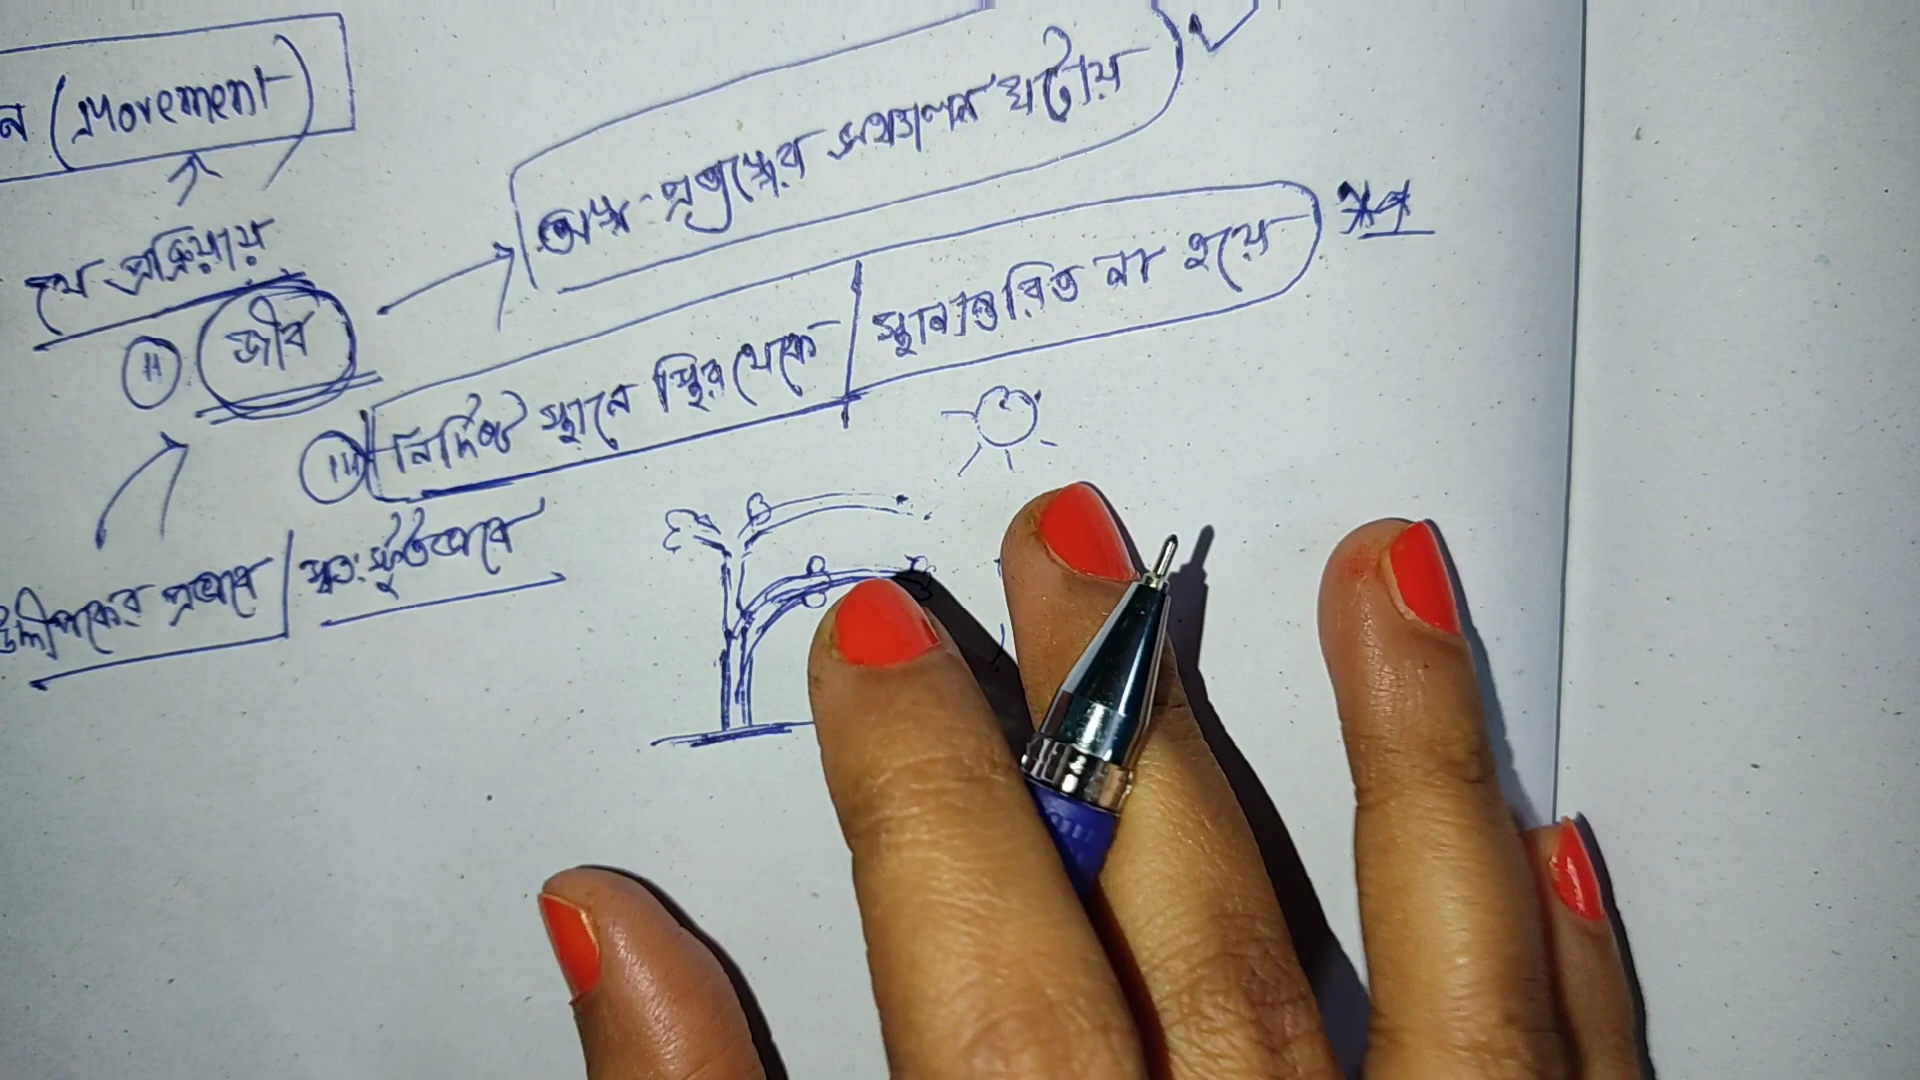 ন (Movement)
অঙ্গ-প্রত্যঙ্গের সঞ্চালন ঘটায়
যে প্রক্রিয়ায়
ii জীব
iii নির্দিষ্ট স্থানে স্থির থেকে / স্থানান্তরিত না হয়ে
উদ্দীপকের প্রভাবে / স্বতঃস্ফূর্তভাবে